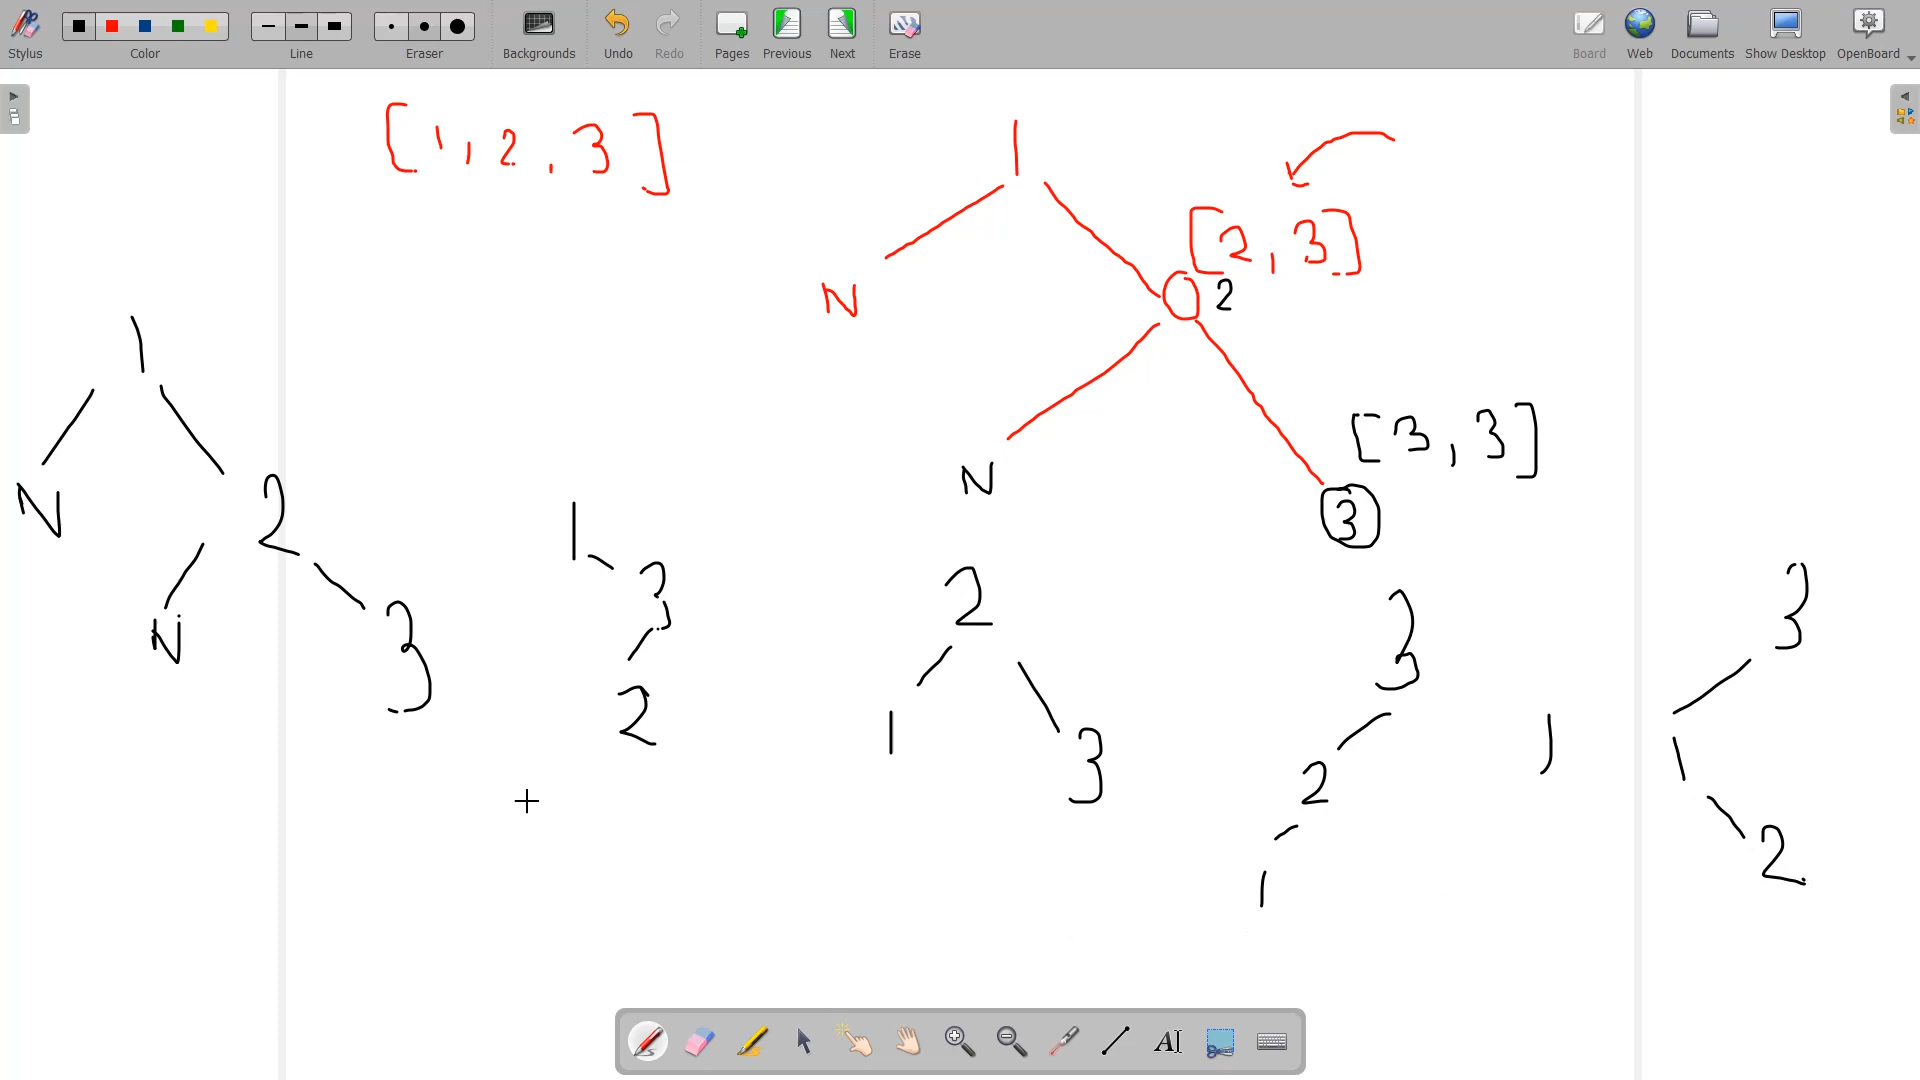 Stylus
Color
Line
Eraser
Backgrounds
Undo
Redo
Pages
Previous
Next
Erase
Board
Web
Documents
Show Desktop
OpenBoard
[1, 2, 3]
1
[2, 3]
N
2
1
[3, 3]
N
N
2
3
1
3
2
3
3
N
3
2
1
3
2
1
1
2
1